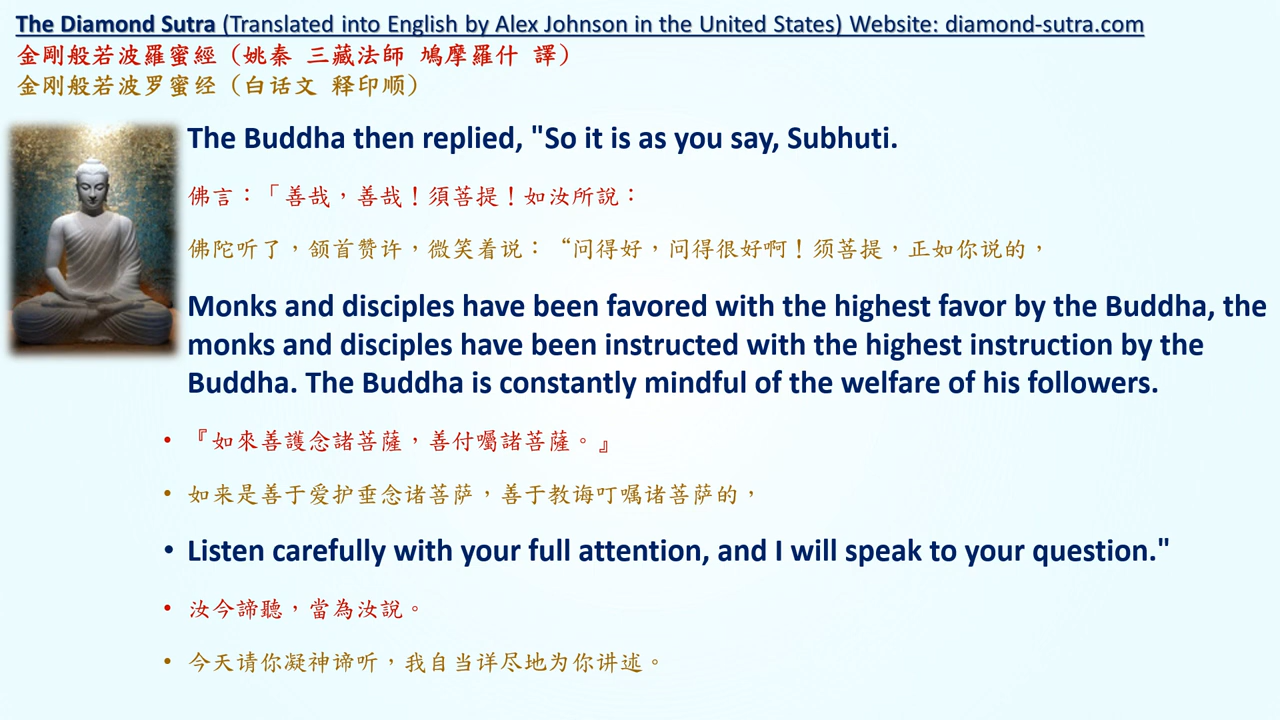 The Diamond Sutra (Translated into English by Alex Johnson in the United States) Website: diamond-sutra.com
金剛般若波羅蜜經 (姚秦 三藏法師 鳩摩羅什 譯)
金刚般若波罗蜜经 (白话文 释印顺)
The Buddha then replied, "So it is as you say, Subhuti.
佛言：「善哉，善哉！須菩提！如汝所說：
佛陀听了，颔首赞许，微笑着说：“问得好，问得很好啊！须菩提，正如你说的，
Monks and disciples have been favored with the highest favor by the Buddha, the
monks and disciples have been instructed with the highest instruction by the
Buddha. The Buddha is constantly mindful of the welfare of his followers.
• 『如來善護念諸菩薩，善付囑諸菩薩。』
• 如来是善于爱护垂念诸菩萨，善于教诲叮嘱诸菩萨的，
• Listen carefully with your full attention, and I will speak to your question."
• 汝今諦聽，當為汝說。
• 今天请你凝神谛听，我自当详尽地为你讲述。